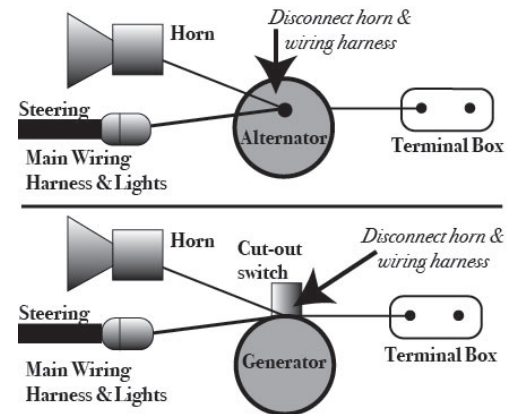 Disconnect horn &
wiring harness
Horn
Steering
Alternator
Main Wiring
Harness & Lights
Terminal Box
Horn
Cut-out
switch
Disconnect horn &
wiring harness
Steering
Main Wiring
Harness & Lights
Generator
Terminal Box